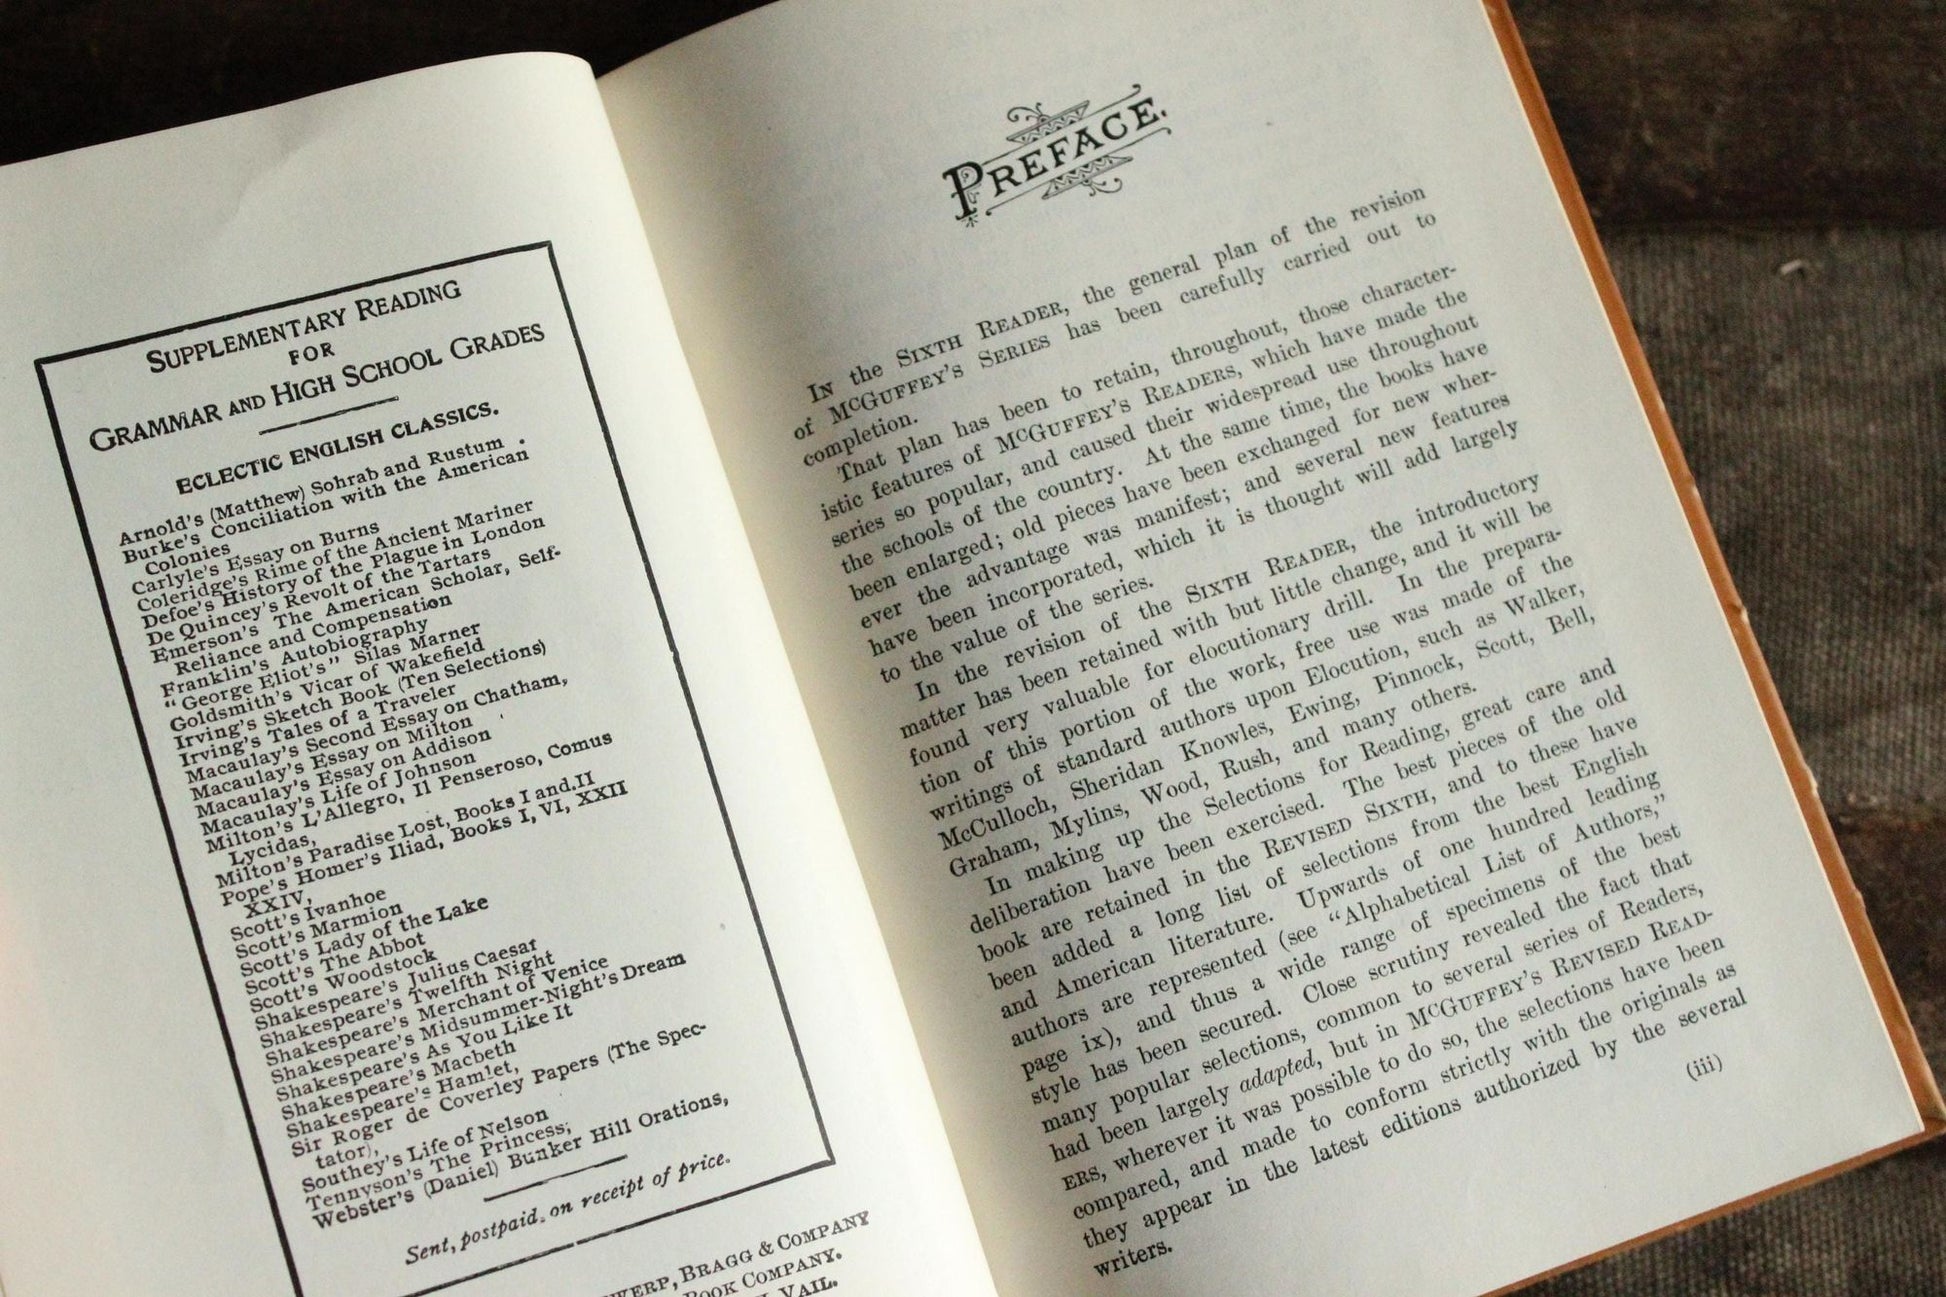 SUPPLEMENTARY READING
FOR
GRAMMAR AND HIGH SCHOOL GRADES
ECLECTIC ENGLISH CLASSICS.
Arnold's (Matthew) Sohrab and Rustum
Burke's Conciliation with the American
Colonies
Carlyle's Essay on Burns
Coleridge's Rime of the Ancient Mariner
Defoe's History of the Plague in London
De Quincey's Revolt of the Tartars
Emerson's The American Scholar, Self-
Reliance and Compensation
Franklin's Autobiography
"George Eliot's" Silas Marner
Goldsmith's Vicar of Wakefield
Irving's Sketch Book (Ten Selections)
Irving's Tales of a Traveler
Macaulay's Second Essay on Chatham,
Macaulay's Essay on Milton
Macaulay's Essay on Addison
Macaulay's Life of Johnson
Milton's L'Allegro, Il Penseroso, Comus
Lycidas,
Milton's Paradise Lost, Books I and II
Pope's Homer's Iliad, Books I, VI, XXII
XXIV,
Scott's Ivanhoe
Scott's Marmion
Scott's Lady of the Lake
Scott's The Abbot
Scott's Woodstock
Shakespeare's Julius Caesar
Shakespeare's Twelfth Night
Shakespeare's Merchant of Venice
Shakespeare's Midsummer-Night's Dream
Shakespeare's As You Like It
Shakespeare's Macbeth
Shakespeare's Hamlet,
Sir Roger de Coverley Papers (The Spec-
tator),
Southey's Life of Nelson
Tennyson's The Princess,
Webster's (Daniel) Bunker Hill Orations,
Sent, postpaid, on receipt of price.
BRAGG & COMPANY
BOOK COMPANY.
VAIL.
PREFACE.
IN the SIXTH READER, the general plan of the revision
of MCGUFFEY'S SERIES has been carefully carried out to
completion.
That plan has been to retain, throughout, those character-
istic features of MCGUFFEY'S READERS, which have made the
series so popular, and caused their widespread use throughout
the schools of the country. At the same time, the books have
been enlarged; old pieces have been exchanged for new wher-
ever the advantage was manifest; and several new features
have been incorporated, which it is thought will add largely
to the value of the series.
In the revision of the SIXTH READER, the introductory
matter has been retained with but little change, and it will be
found very valuable for elocutionary drill. In the prepara-
tion of this portion of the work, free use was made of the
writings of standard authors upon Elocution, such as Walker,
McCulloch, Sheridan Knowles, Ewing, Pinnock, Scott, Bell,
Graham, Mylins, Wood, Rush, and many others.
In making up the Selections for Reading, great care and
deliberation have been exercised. The best pieces of the old
book are retained in the REVISED SIXTH, and to these have
been added a long list of selections from the best English
and American literature. Upwards of one hundred leading
authors are represented (see "Alphabetical List of Authors,"
page ix), and thus a wide range of specimens of the best
style has been secured. Close scrutiny revealed the fact that
many popular selections, common to several series of Readers,
had been largely adapted, but in MCGUFFEY'S REVISED READ-
ERS, wherever it was possible to do so, the selections have been
compared, and made to conform strictly with the originals as
they appear in the latest editions authorized by the several
writers.
(iii)